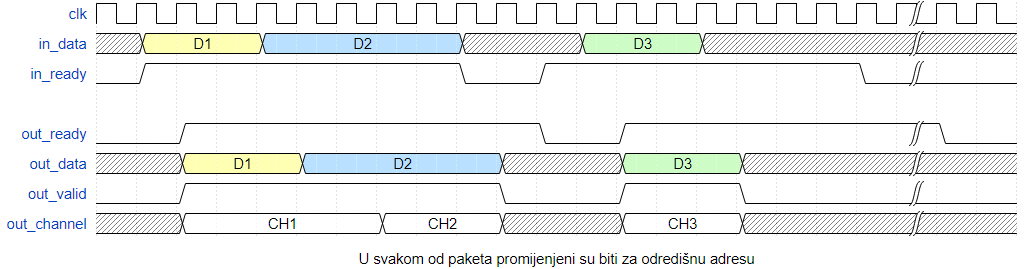 clk
in_data D1 D2 D3
in_ready
out_ready
out_data D1 D2 D3
out_valid
out_channel CH1 CH2 CH3
U svakom od paketa promijenjeni su biti za odredišnu adresu